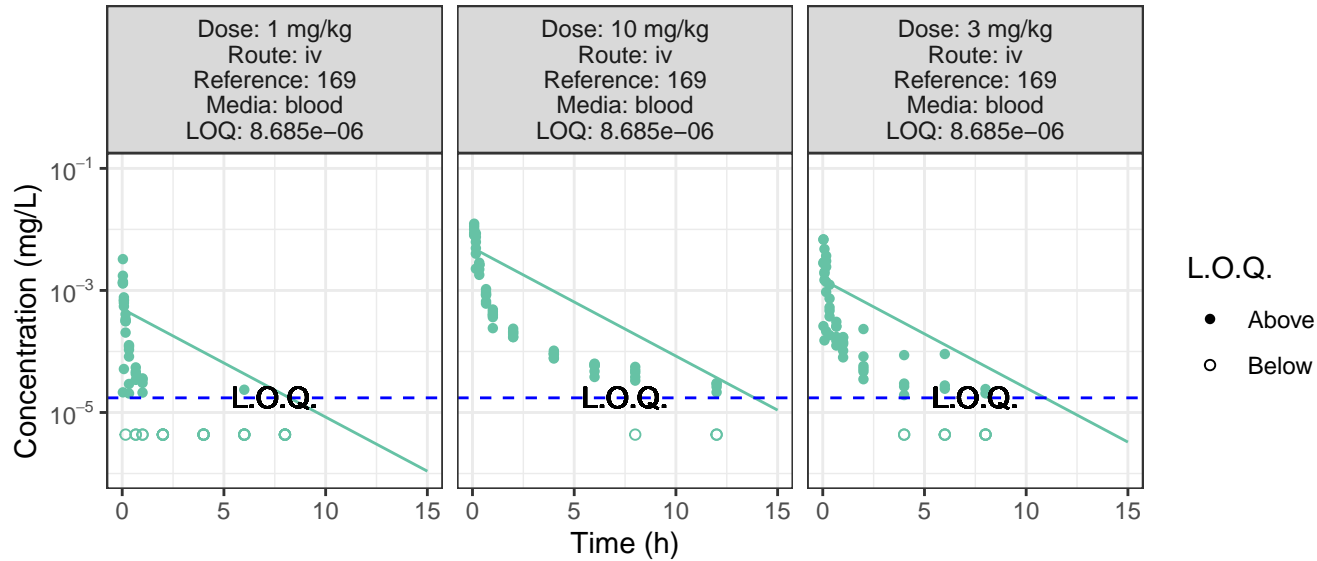 Dose: 1 mg/kg
Route: iv
Reference: 169
Media: blood
LOQ: 8.685e−06
Dose: 10 mg/kg
Route: iv
Reference: 169
Media: blood
LOQ: 8.685e−06
Dose: 3 mg/kg
Route: iv
Reference: 169
Media: blood
LOQ: 8.685e−06
Concentration (mg/L)
10⁻¹
10⁻³
10⁻⁵
L.O.Q.
L.O.Q.
L.O.Q.
0 5 10 15
0 5 10 15
0 5 10 15
Time (h)
L.O.Q.
Above
Below